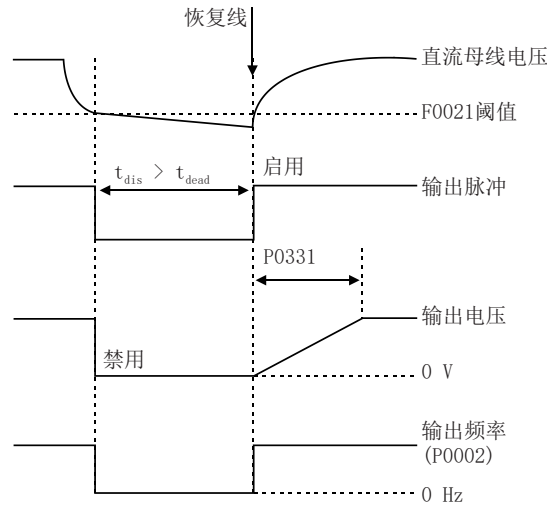 恢复线
直流母线电压
F0021阈值
t_dis > t_dead
启用
输出脉冲
P0331
输出电压
禁用
0 V
输出频率
(P0002)
0 Hz